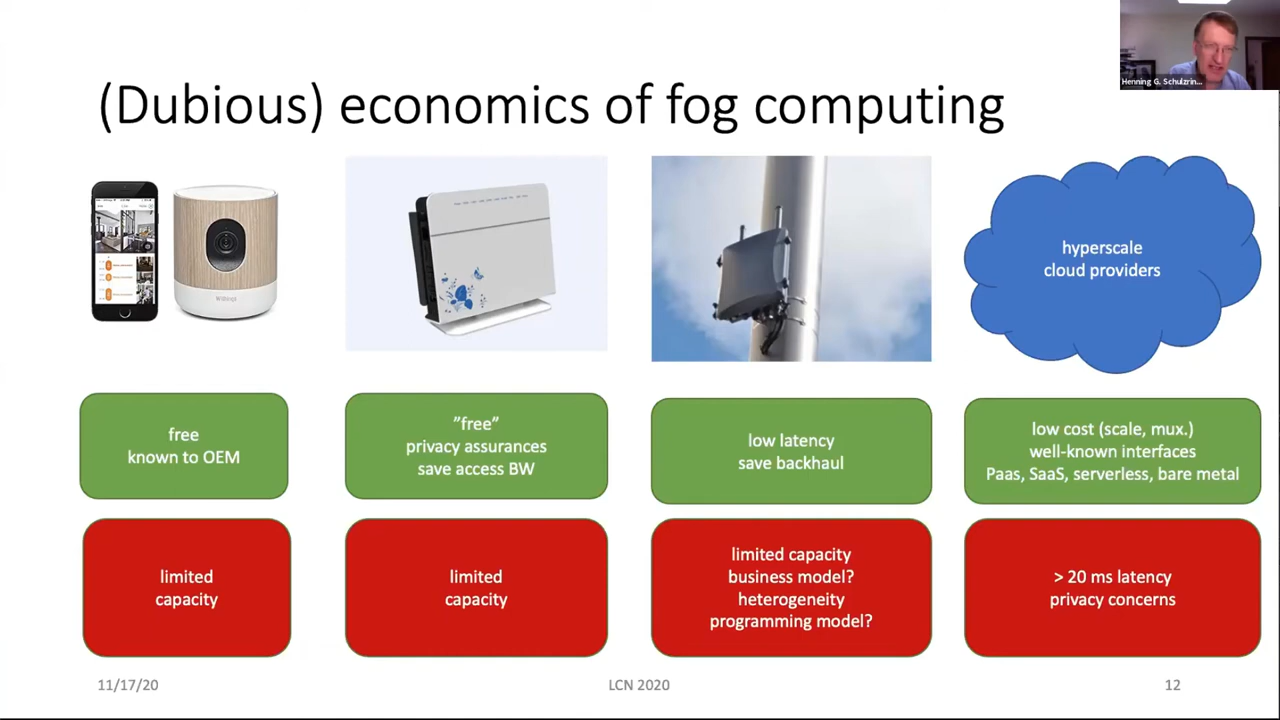 Henning G. Schulzrin...
(Dubious) economics of fog computing
hyperscale
cloud providers
free
known to OEM
”free”
privacy assurances
save access BW
low latency
save backhaul
low cost (scale, mux.)
well-known interfaces
Paas, SaaS, serverless, bare metal
limited
capacity
limited
capacity
limited capacity
business model?
heterogeneity
programming model?
> 20 ms latency
privacy concerns
11/17/20
LCN 2020
12